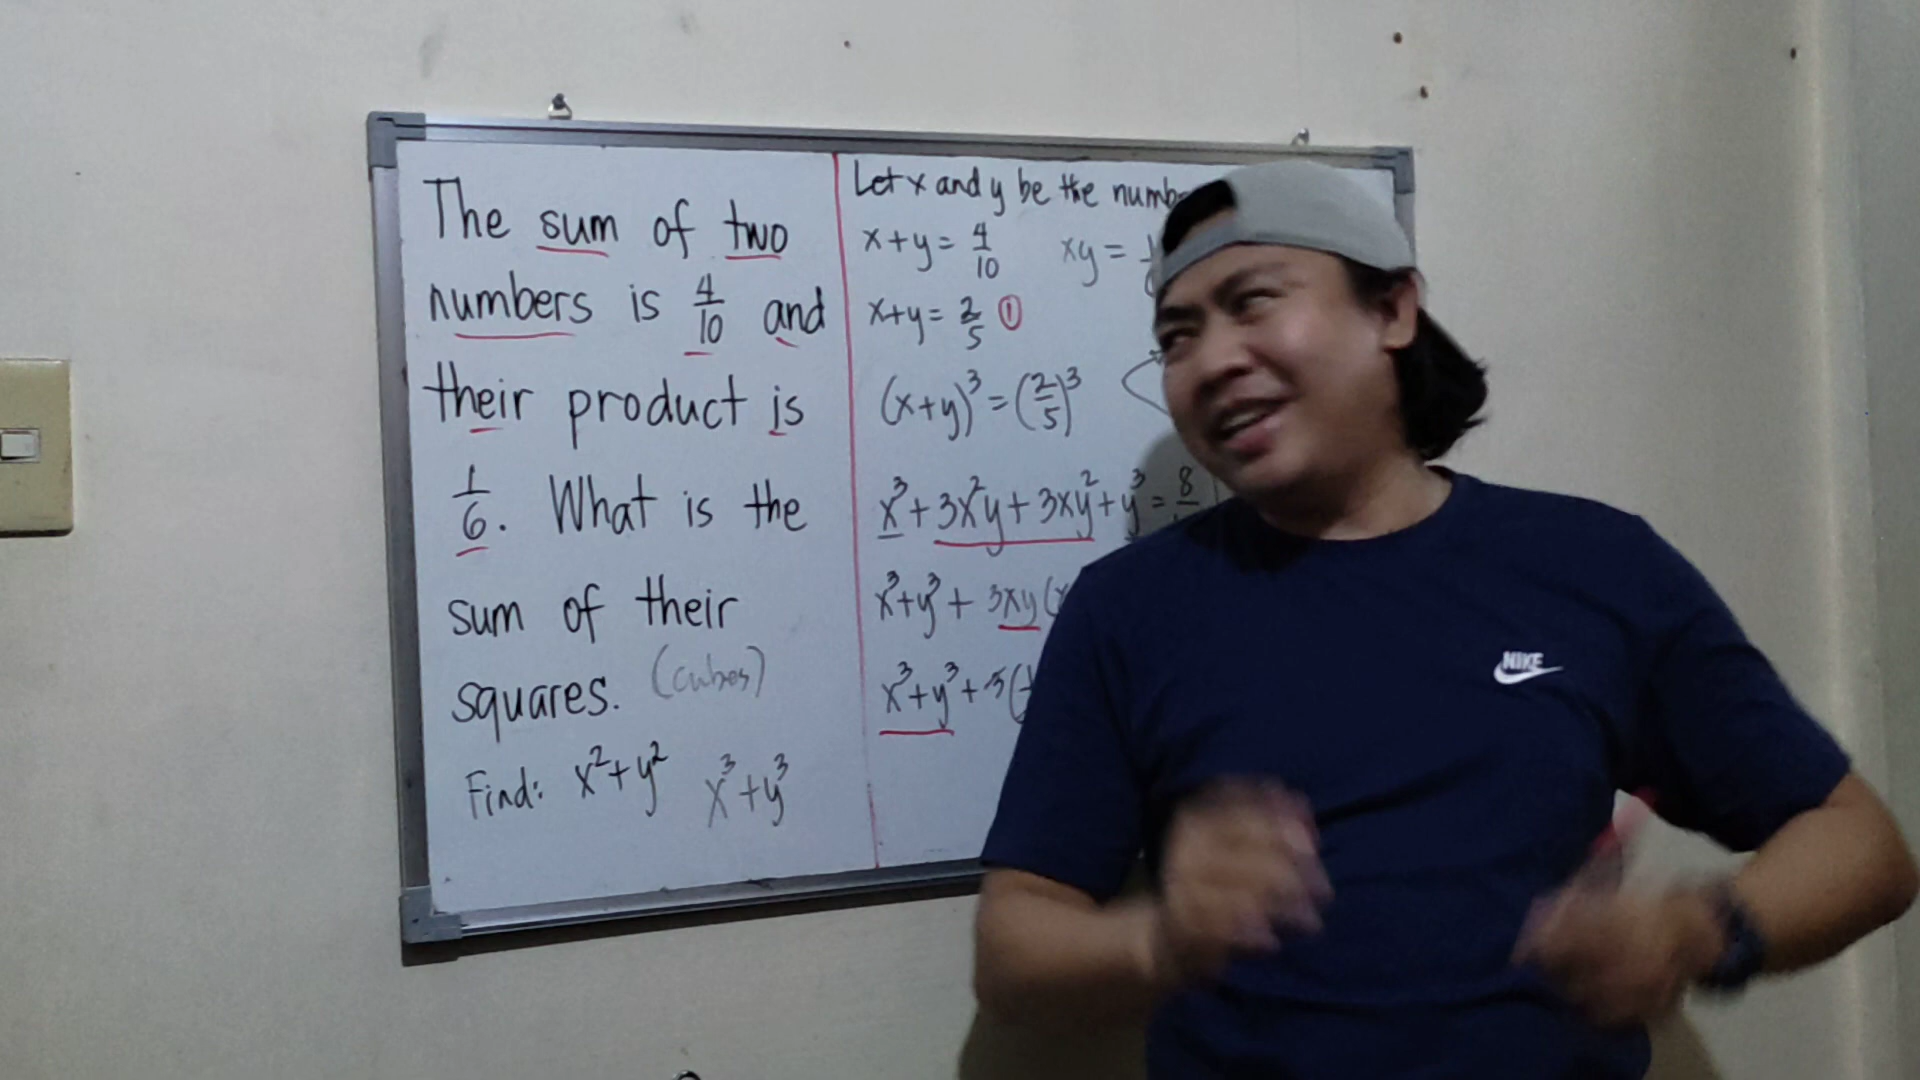 The sum of two
numbers is 4/10 and
their product is
1/6. What is the
sum of their
squares. (cubes)
Find: x²+y² x³+y³
Let x and y be the
x+y = 4/10 xy =
x+y = 2/5 ①
(x+y)³ = (2/5)³
x³+3x²y+3xy²+y³ = 8
x³+y³+ 3xy(
x³+y³+3(
NIKE